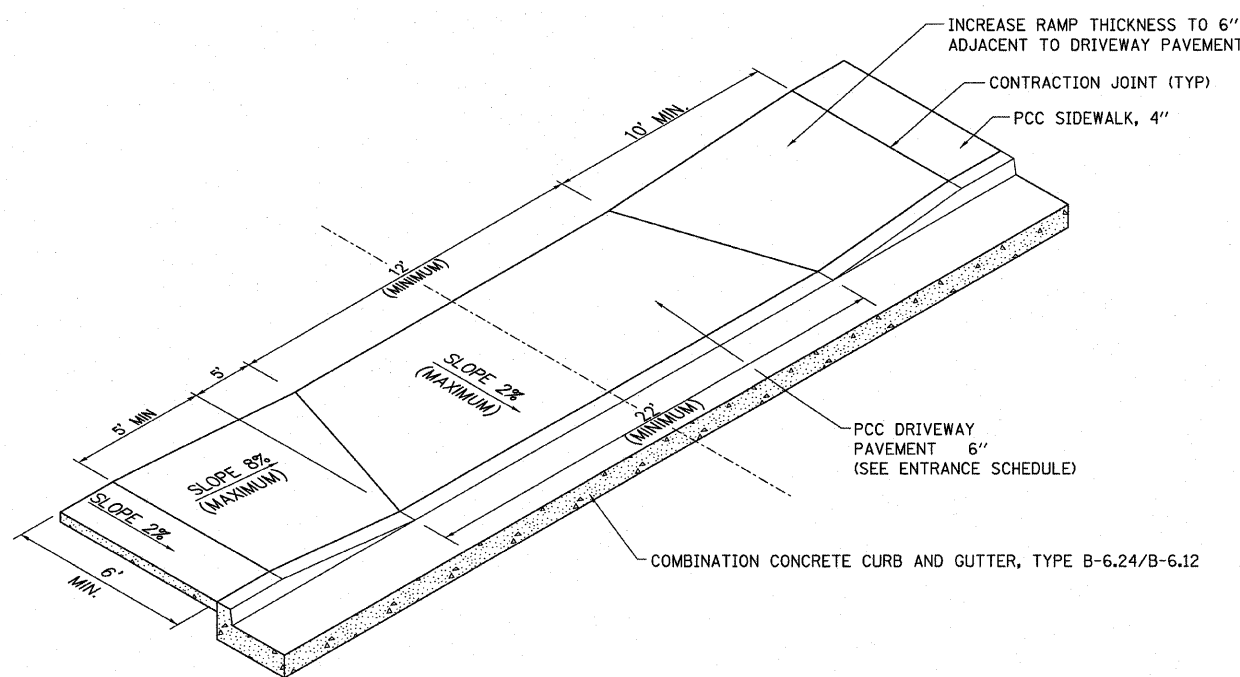 INCREASE RAMP THICKNESS TO 6"
ADJACENT TO DRIVEWAY PAVEMENT
CONTRACTION JOINT (TYP)
PCC SIDEWALK, 4"
10' MIN.
12'
(MINIMUM)
5'
5' MIN
SLOPE 2%
(MAXIMUM)
22'
(MINIMUM)
PCC DRIVEWAY
PAVEMENT 6"
(SEE ENTRANCE SCHEDULE)
SLOPE 8%
(MAXIMUM)
SLOPE 2%
6'
MIN.
COMBINATION CONCRETE CURB AND GUTTER, TYPE B-6.24/B-6.12